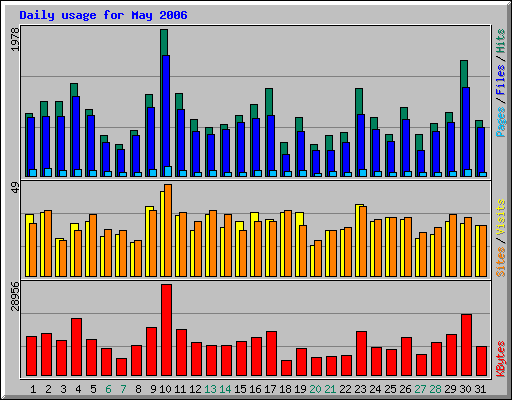 Daily usage for May 2006
1978
Pages / Files / Hits
49
Sites / Visits
28956
KBytes
1 2 3 4 5 6 7 8 9 10 11 12 13 14 15 16 17 18 19 20 21 22 23 24 25 26 27 28 29 30 31